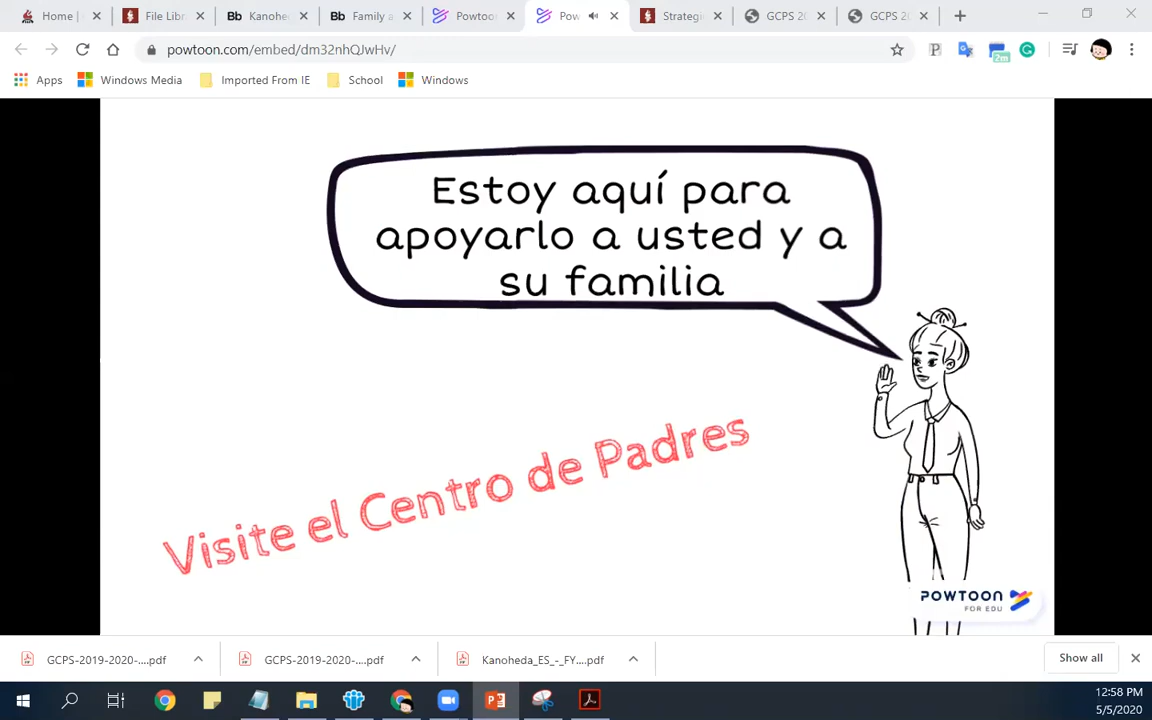 Home |
File Libr
Kanohe
Family a
Powtoo
Pow
Strategi
GCPS 20
GCPS 20
powtoon.com/embed/dm32nhQJwHv/
2m
Apps
Windows Media
Imported From IE
School
Windows
Estoy aquí para
apoyarlo a usted y a
su familia
Visite el Centro de Padres
POWTOON
FOR EDU
GCPS-2019-2020-....pdf
GCPS-2019-2020-....pdf
Kanoheda_ES_-_FY....pdf
Show all
12:58 PM
5/5/2020